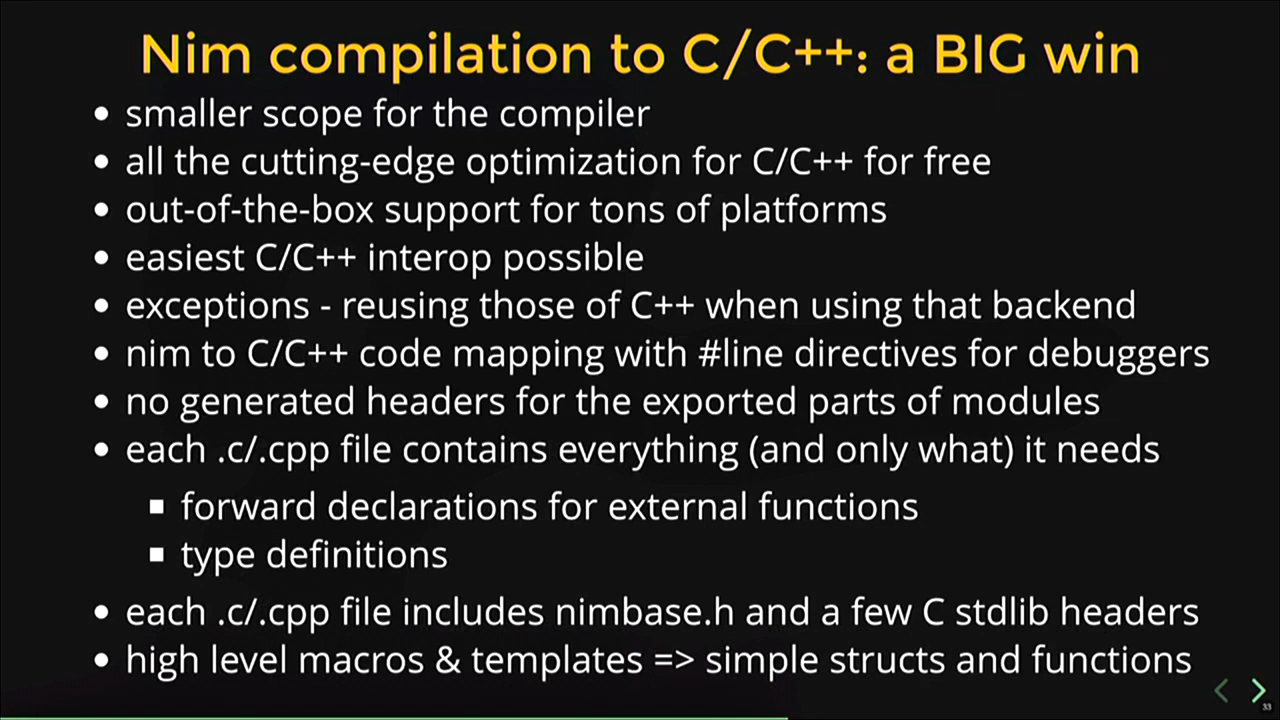 Nim compilation to C/C++: a BIG win
smaller scope for the compiler
all the cutting-edge optimization for C/C++ for free
out-of-the-box support for tons of platforms
easiest C/C++ interop possible
exceptions - reusing those of C++ when using that backend
nim to C/C++ code mapping with #line directives for debuggers
no generated headers for the exported parts of modules
each .c/.cpp file contains everything (and only what) it needs
forward declarations for external functions
type definitions
each .c/.cpp file includes nimbase.h and a few C stdlib headers
high level macros & templates => simple structs and functions
33